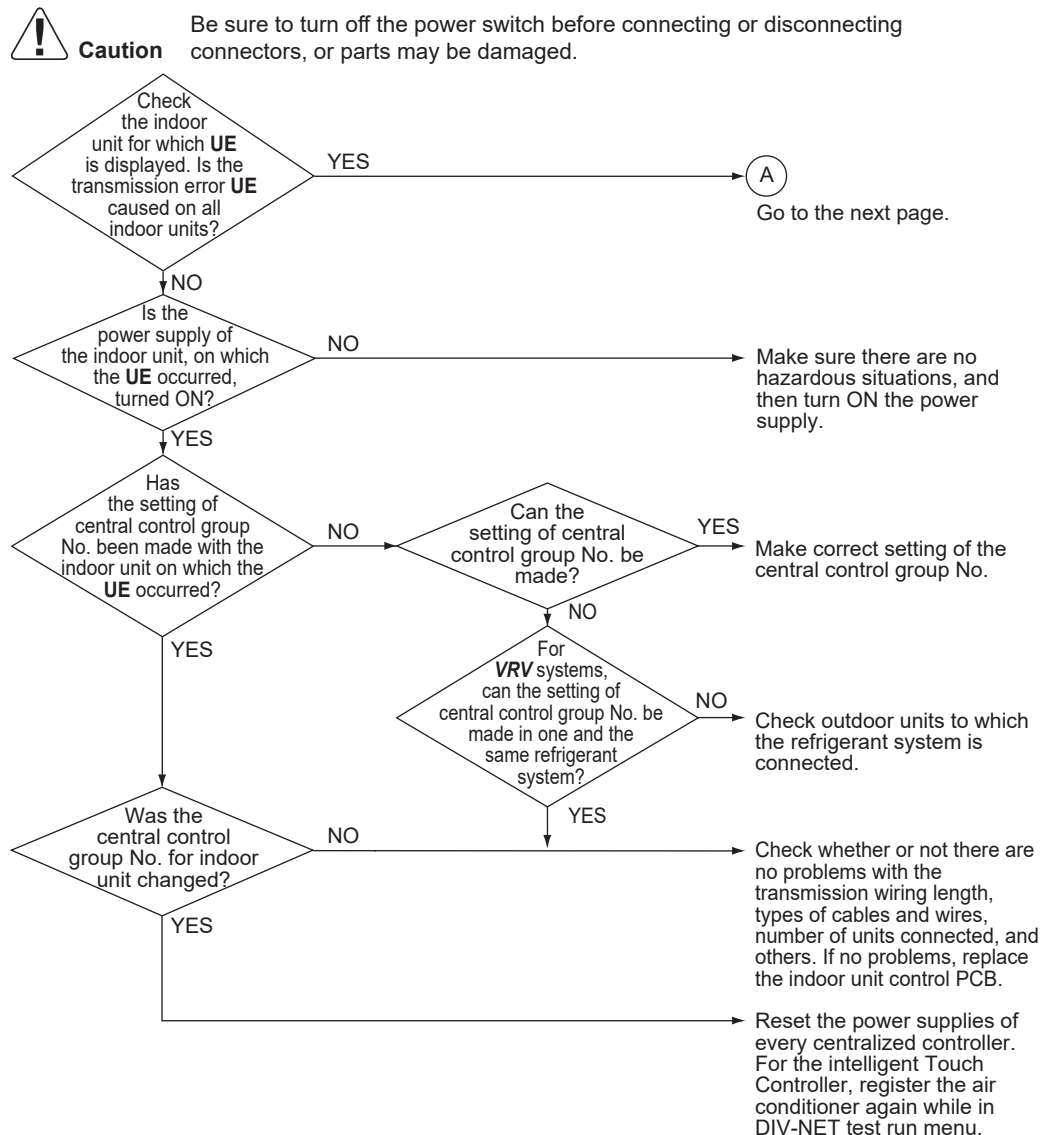 Be sure to turn off the power switch before connecting or disconnecting
Caution
connectors, or parts may be damaged.
Check
the indoor
unit for which UE
is displayed. Is the
transmission error UE
caused on all
indoor units?
YES
A
Go to the next page.
NO
Is the
power supply of
the indoor unit, on which
the UE occurred,
turned ON?
NO
Make sure there are no
hazardous situations, and
then turn ON the power
supply.
YES
Has
the setting of
central control group
No. been made with the
indoor unit on which the
UE occurred?
NO
Can the
setting of central
control group No. be
made?
YES
Make correct setting of the
central control group No.
NO
YES
For
VRV systems,
can the setting of
central control group No. be
made in one and the
same refrigerant
system?
NO
Check outdoor units to which
the refrigerant system is
connected.
YES
Was the
central control
group No. for indoor
unit changed?
NO
Check whether or not there are
no problems with the
transmission wiring length,
types of cables and wires,
number of units connected, and
others. If no problems, replace
the indoor unit control PCB.
YES
Reset the power supplies of
every centralized controller.
For the intelligent Touch
Controller, register the air
conditioner again while in
DIV-NET test run menu.